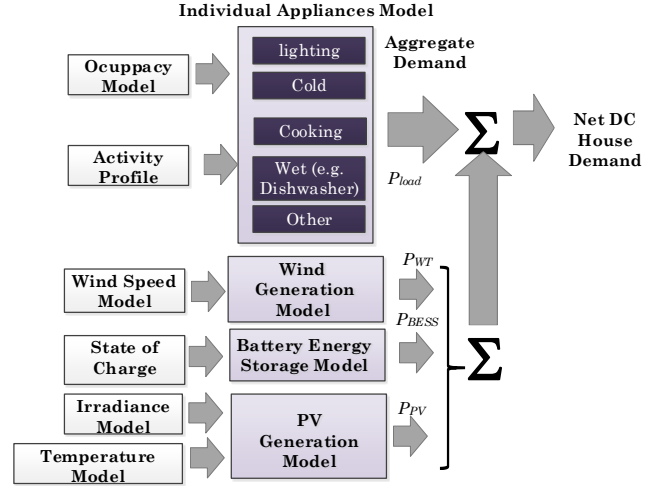 Individual Appliances Model
Ocuppacy
Model
Activity
Profile
lighting
Cold
Cooking
Wet (e.g.
Dishwasher)
Other
Aggregate
Demand
Pload
Σ
Net DC
House
Demand
Wind Speed
Model
Wind
Generation
Model
PWT
State of
Charge
Battery Energy
Storage Model
PBESS
Σ
Irradiance
Model
Temperature
Model
PV
Generation
Model
PPV